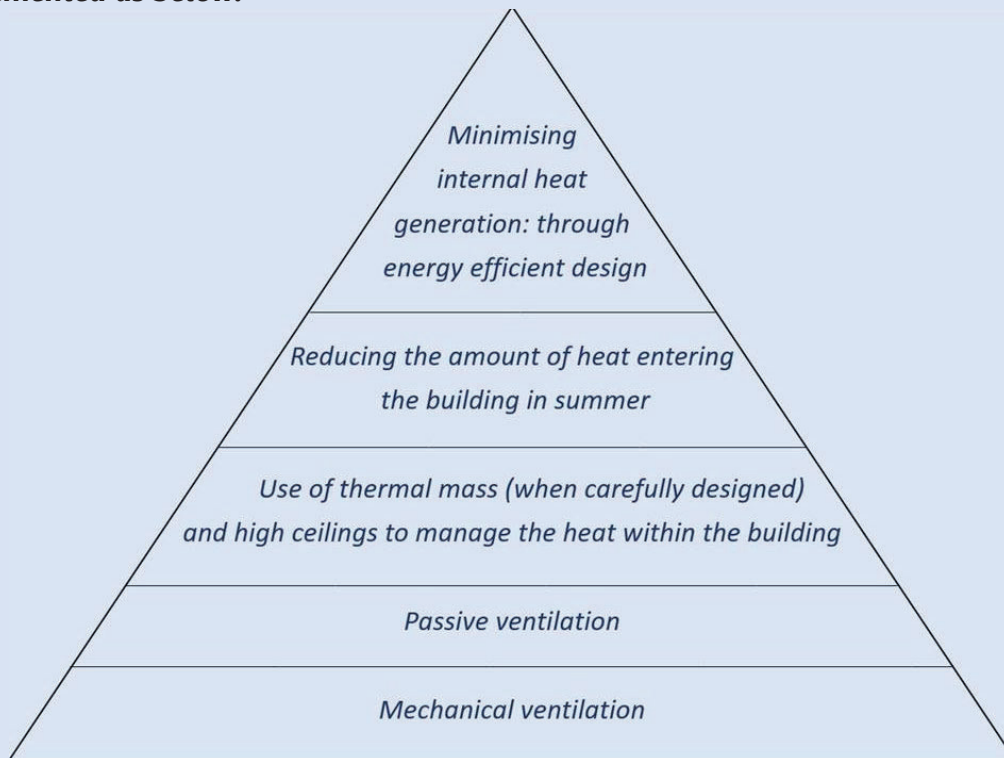 Minimising
internal heat
generation: through
energy efficient design
Reducing the amount of heat entering
the building in summer
Use of thermal mass (when carefully designed)
and high ceilings to manage the heat within the building
Passive ventilation
Mechanical ventilation